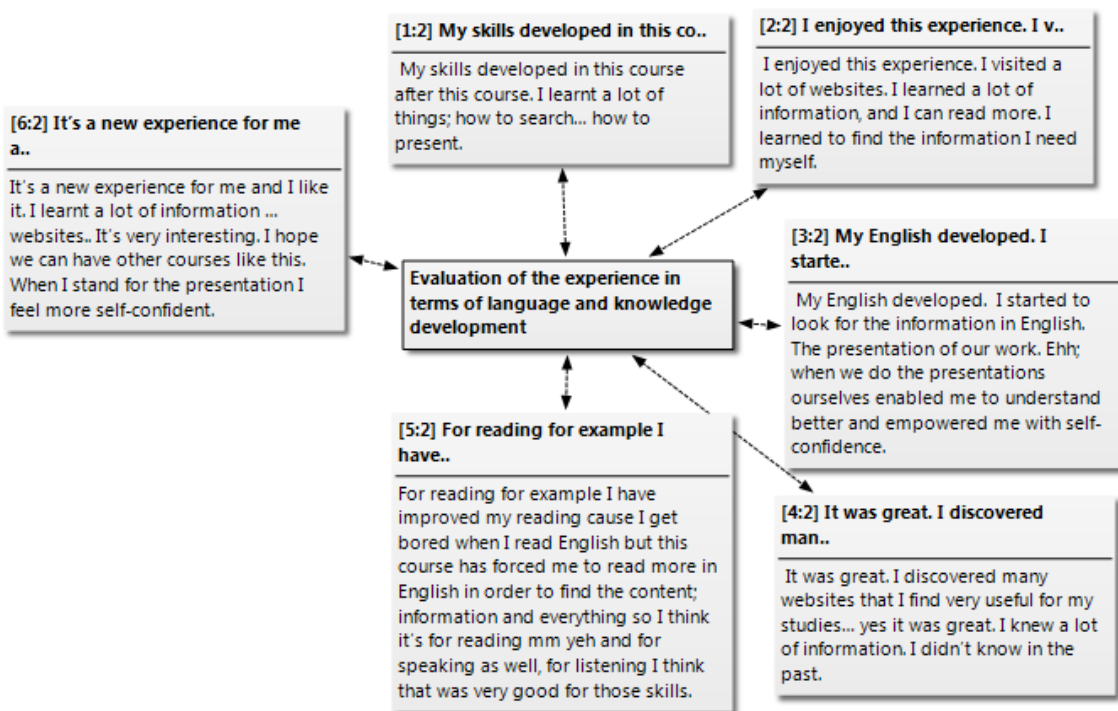 [1:2] My skills developed in this co..
My skills developed in this course
after this course. I learnt a lot of
things; how to search... how to
present.
[2:2] I enjoyed this experience. I v..
I enjoyed this experience. I visited a
lot of websites. I learned a lot of
information, and I can read more. I
learned to find the information I need
myself.
[6:2] It's a new experience for me
a..
It's a new experience for me and I like
it. I learnt a lot of information ...
websites.. It's very interesting. I hope
we can have other courses like this.
When I stand for the presentation I
feel more self-confident.
Evaluation of the experience in
terms of language and knowledge
development
[3:2] My English developed. I
starte..
My English developed.  I started to
look for the information in English.
The presentation of our work. Ehh;
when we do the presentations
ourselves enabled me to understand
better and empowered me with self-
confidence.
[5:2] For reading for example I
have..
For reading for example I have
improved my reading cause I get
bored when I read English but this
course has forced me to read more in
English in order to find the content;
information and everything so I think
it's for reading mm yeh and for
speaking as well, for listening I think
that was very good for those skills.
[4:2] It was great. I discovered
man..
It was great. I discovered many
websites that I find very useful for my
studies... yes it was great. I knew a lot
of information. I didn't know in the
past.